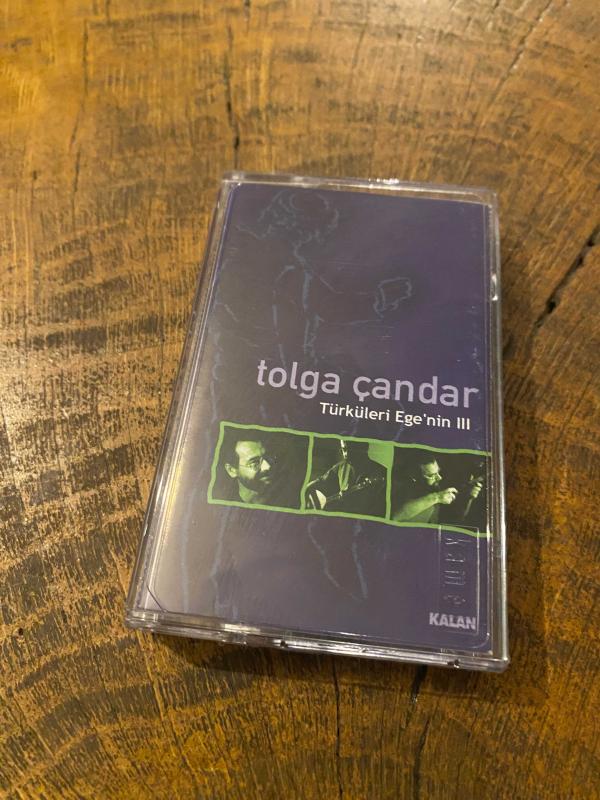 tolga çandar
Türküleri Ege'nin III
KALAN